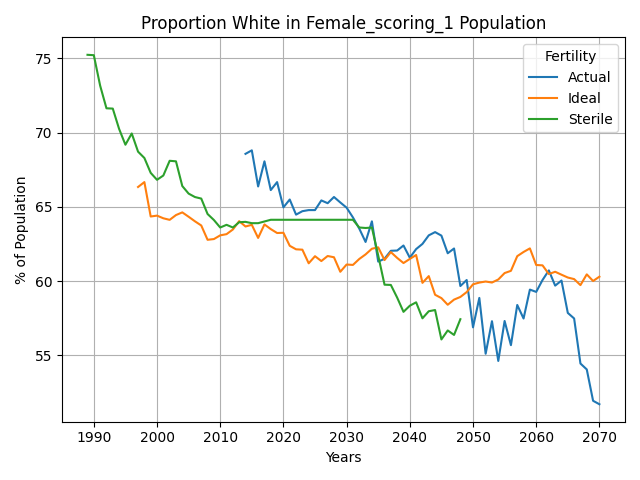 Proportion White in Female_scoring_1 Population
% of Population
75
70
65
60
55
Fertility
Actual
Ideal
Sterile
1990 2000 2010 2020 2030 2040 2050 2060 2070
Years